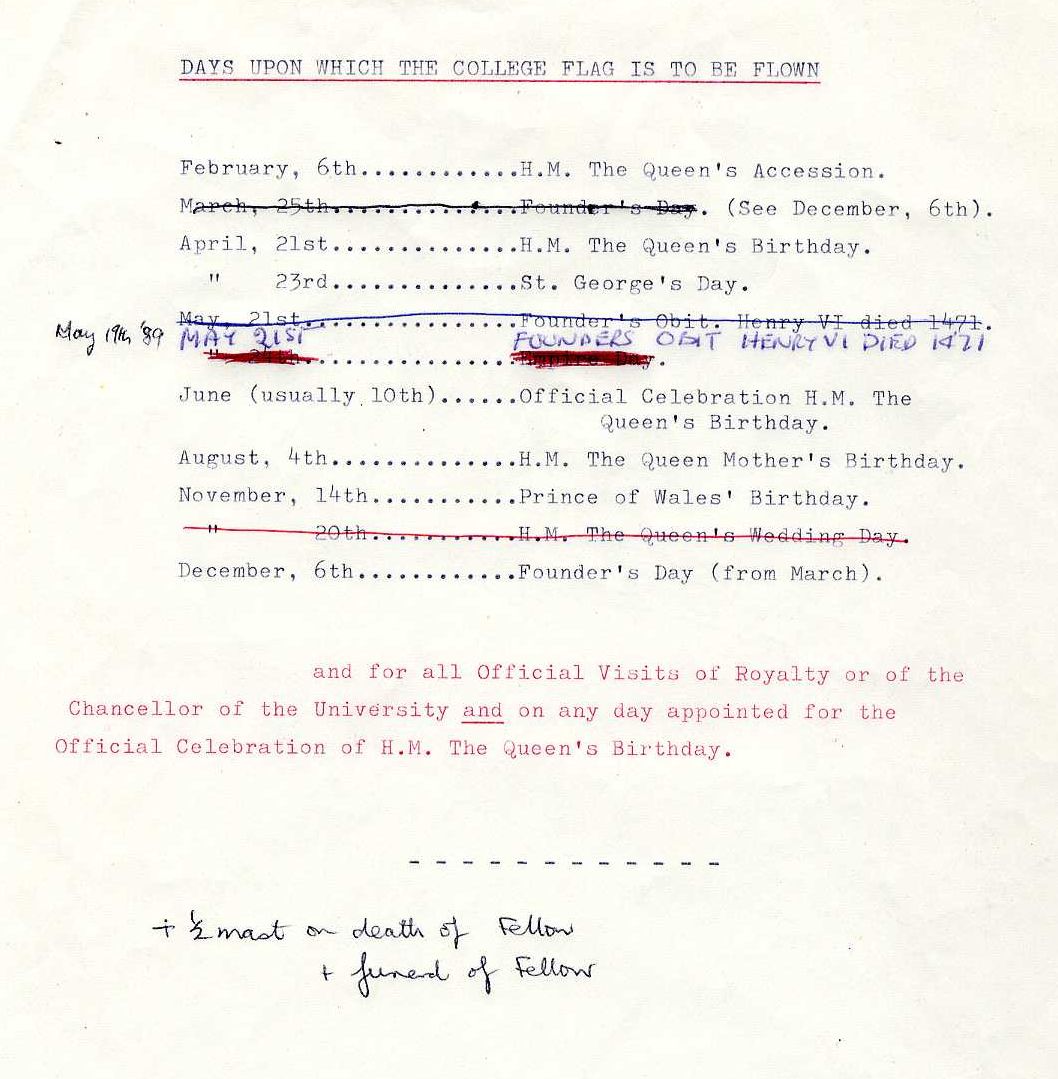 DAYS UPON WHICH THE COLLEGE FLAG IS TO BE FLOWN
February, 6th............H.M. The Queen's Accession.
March, 25th..............Founder's Day. (See December, 6th).
April, 21st..............H.M. The Queen's Birthday.
" 23rd..............St. George's Day.
May, 21st................Founder's Obit. Henry VI died 1471.
May 19th '89 MAY 21ST FOUNDERS OBIT HENRY VI DIED 1471
" 24th................Empire Day.
June (usually 10th)......Official Celebration H.M. The
Queen's Birthday.
August, 4th..............H.M. The Queen Mother's Birthday.
November, 14th...........Prince of Wales' Birthday.
" 20th...........H.M. The Queen's Wedding Day.
December, 6th............Founder's Day (from March).
and for all Official Visits of Royalty or of the
Chancellor of the University and on any day appointed for the
Official Celebration of H.M. The Queen's Birthday.
- - - - - - - - - - - -
+ ½ mast on death of Fellow
+ funeral of Fellow